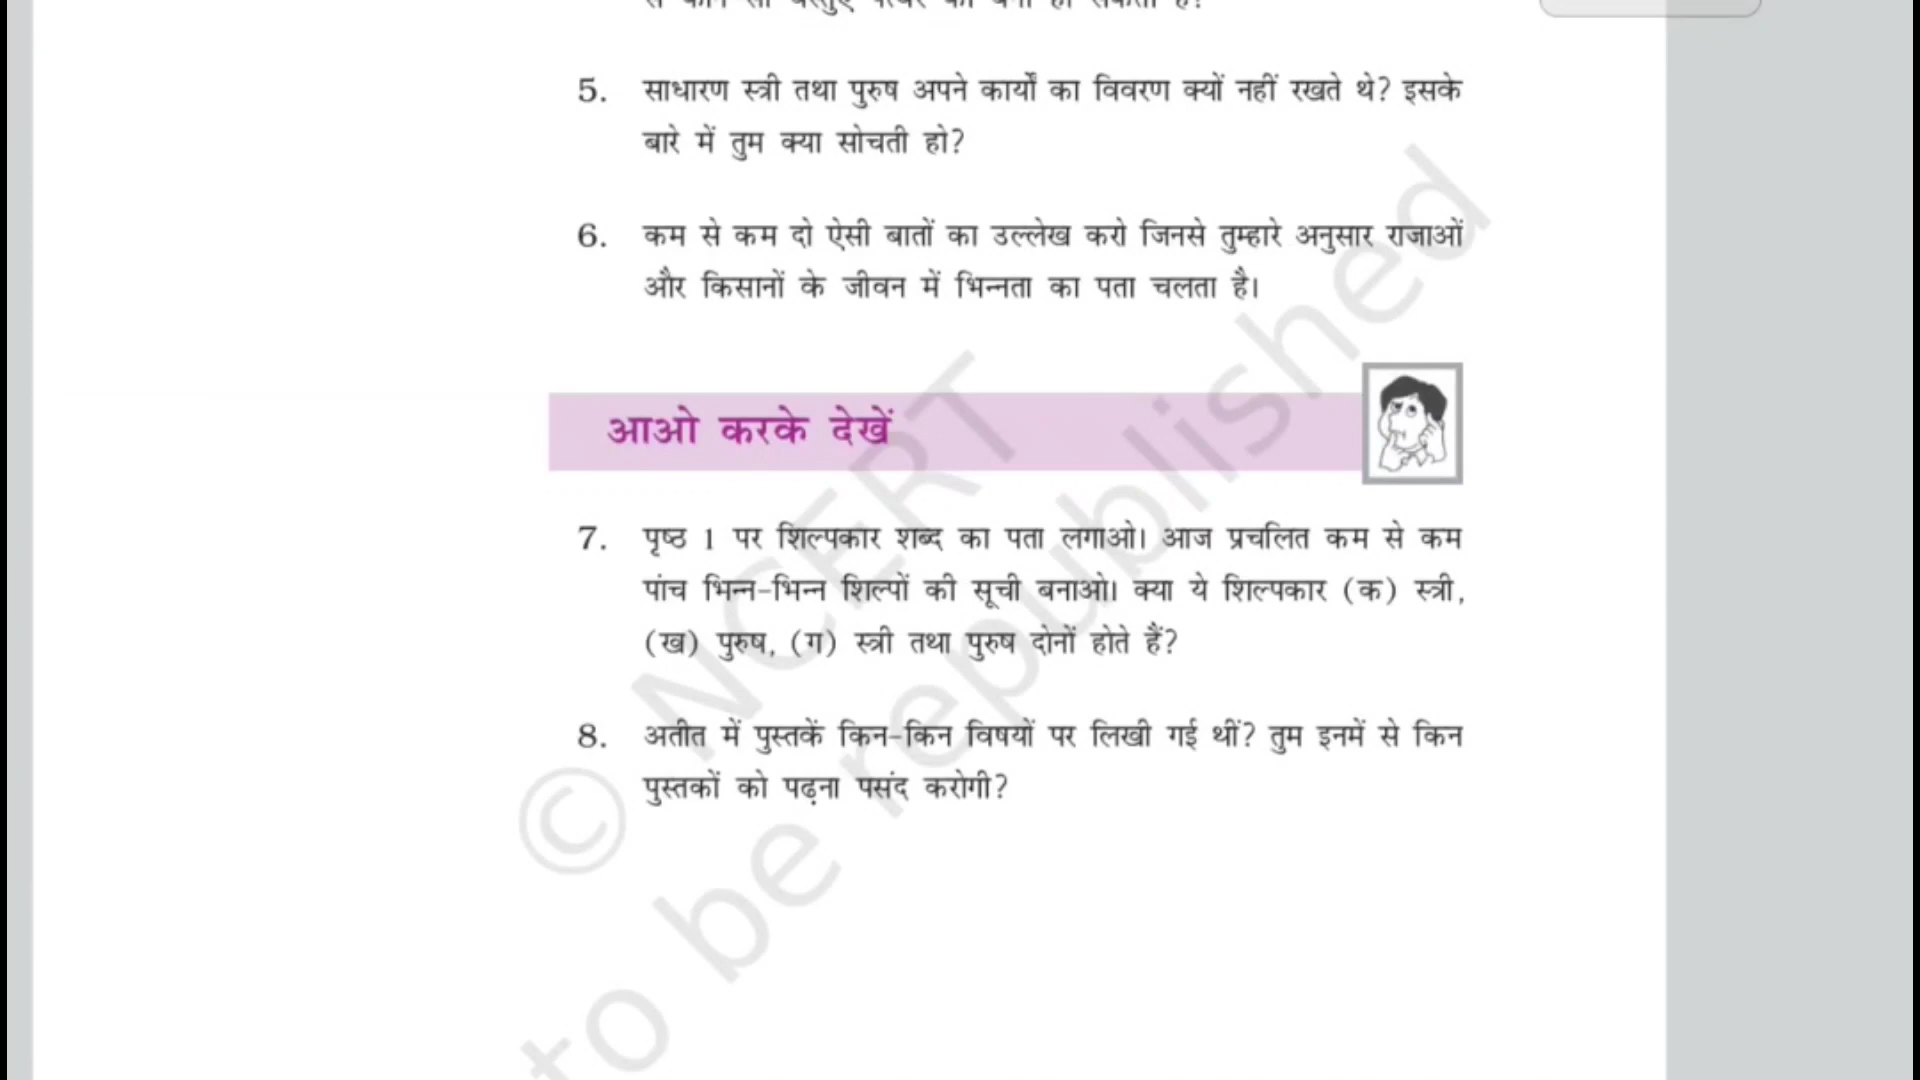 5. साधारण स्त्री तथा पुरुष अपने कार्यों का विवरण क्यों नहीं रखते थे? इसके
बारे में तुम क्या सोचती हो?
6. कम से कम दो ऐसी बातों का उल्लेख करो जिनसे तुम्हारे अनुसार राजाओं
और किसानों के जीवन में भिन्नता का पता चलता है।
आओ करके देखें
7. पृष्ठ 1 पर शिल्पकार शब्द का पता लगाओ। आज प्रचलित कम से कम
पांच भिन्न-भिन्न शिल्पों की सूची बनाओ। क्या ये शिल्पकार (क) स्त्री,
(ख) पुरुष, (ग) स्त्री तथा पुरुष दोनों होते हैं?
8. अतीत में पुस्तकें किन-किन विषयों पर लिखी गई थीं? तुम इनमें से किन
पुस्तकों को पढ़ना पसंद करोगी?
© NCERT
to be republished